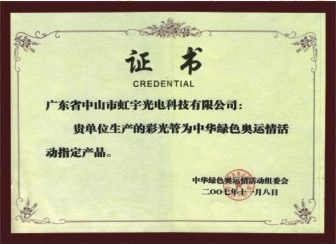 证书
CREDENTIAL
广东省中山市虹宇光电科技有限公司：
贵单位生产的彩光管为中华绿色奥运情活
动指定产品。
中华绿色奥运情活动组委会
二00七年十一月八日